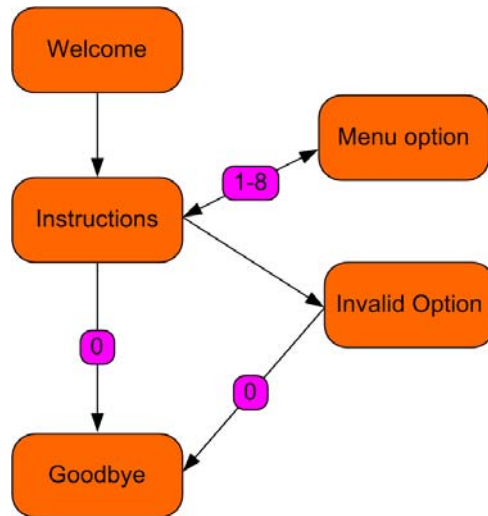 Welcome
Menu option
1-8
Instructions
Invalid Option
0
0
Goodbye